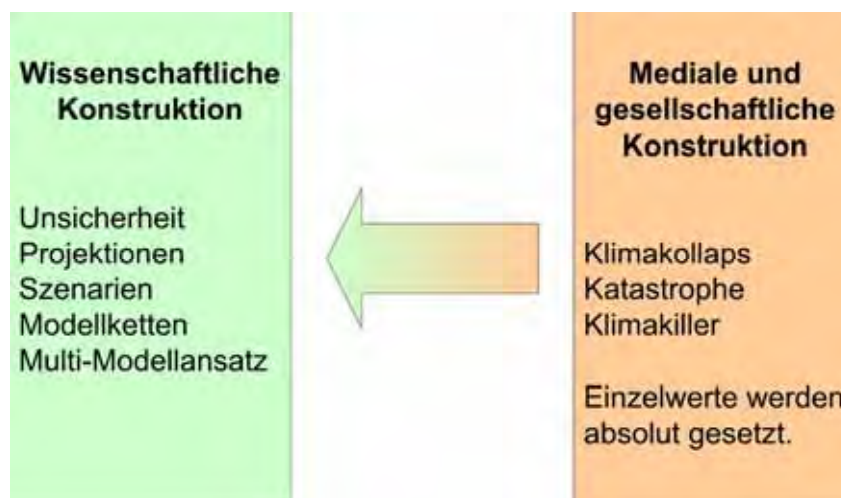 Wissenschaftliche
Konstruktion
Unsicherheit
Projektionen
Szenarien
Modellketten
Multi-Modellansatz
Mediale und
gesellschaftliche
Konstruktion
Klimakollaps
Katastrophe
Klimakiller
Einzelwerte werden
absolut gesetzt.